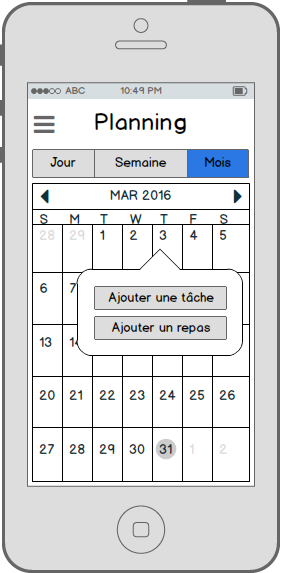 ABC 10:49 PM
Planning
Jour Semaine Mois
MAR 2016
S M T W T F S
28 29 1 2 3 4 5
6 7
Ajouter une tâche
Ajouter un repas
13 14
20 21 22 23 24 25 26
27 28 29 30 31 1 2